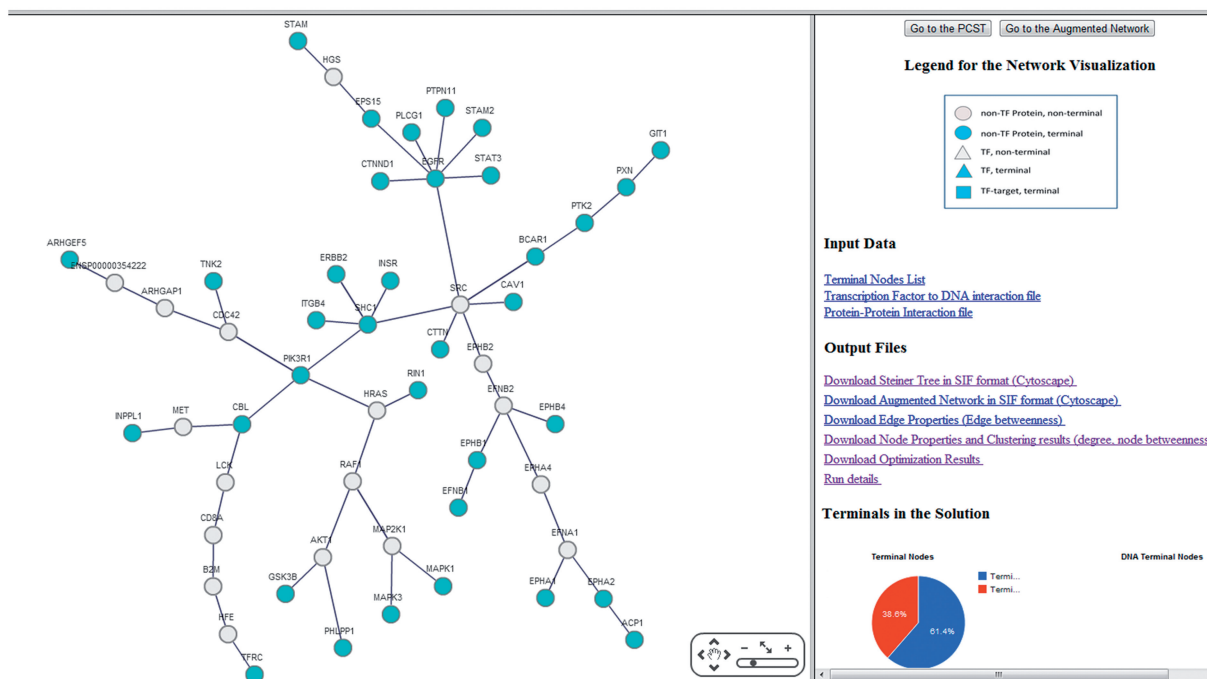 STAM
HGS
EPS15
PTPN11
PLCG1
STAM2
EGFR
CTNND1
STAT3
GIT1
PXN
PTK2
BCAR1
ARHGEF5
ENSP00000354222
TNK2
ARHGAP1
CDC42
ERBB2
INSR
ITGB4
SHC1
SRC
CAV1
CTTN
EPHB2
PIK3R1
HRAS
RIN1
EFNB2
EPHB4
INPPL1
MET
CBL
EPHB1
LCK
RAF1
EPHA4
EFNB1
CD8A
AKT1
MAP2K1
EFNA1
B2M
GSK3B
MAPK1
EPHA1
EPHA2
HFE
MAPK3
PHLPP1
ACP1
TFRC
Go to the PCST Go to the Augmented Network
Legend for the Network Visualization
non-TF Protein, non-terminal
non-TF Protein, terminal
TF, non-terminal
TF, terminal
TF-target, terminal
Input Data
Terminal Nodes List
Transcription Factor to DNA interaction file
Protein-Protein Interaction file
Output Files
Download Steiner Tree in SIF format (Cytoscape)
Download Augmented Network in SIF format (Cytoscape)
Download Edge Properties (Edge betweenness)
Download Node Properties and Clustering results (degree, node betweenness
Download Optimization Results
Run details
Terminals in the Solution
Terminal Nodes DNA Terminal Nodes
Termi...
Termi...
38.6%
61.4%